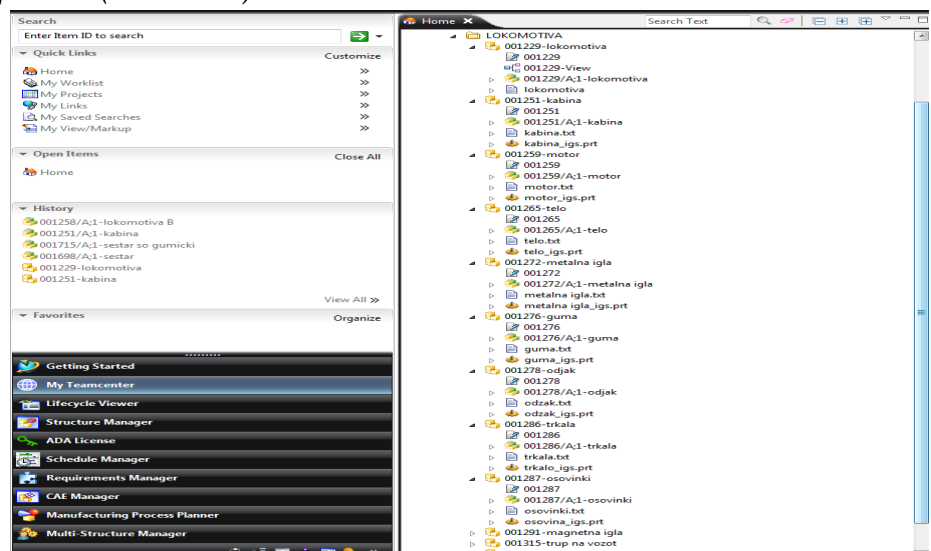 Search
Enter Item ID to search
Quick Links Customize
Home
My Worklist
My Projects
My Links
My Saved Searches
My View/Markup
Open Items Close All
Home
History
001258/A;1-lokomotiva B
001251/A;1-kabina
001715/A;1-sestar so gumicki
001698/A;1-sestar
001229-lokomotiva
001251-kabina
View All
Favorites Organize
Getting Started
My Teamcenter
Lifecycle Viewer
Structure Manager
ADA License
Schedule Manager
Requirements Manager
CAE Manager
Manufacturing Process Planner
Multi-Structure Manager
Home Search Text
LOKOMOTIVA
001229-lokomotiva
001229
001229-View
001229/A;1-lokomotiva
lokomotiva
001251-kabina
001251
001251/A;1-kabina
kabina.txt
kabina_igs.prt
001259-motor
001259
001259/A;1-motor
motor.txt
motor_igs.prt
001265-telo
001265
001265/A;1-telo
telo.txt
telo_igs.prt
001272-metalna igla
001272
001272/A;1-metalna igla
metalna igla.txt
metalna igla_igs.prt
001276-guma
001276
001276/A;1-guma
guma.txt
guma_igs.prt
001278-odjak
001278
001278/A;1-odjak
odzak.txt
odzak_igs.prt
001286-trkala
001286
001286/A;1-trkala
trkala.txt
trkalo_igs.prt
001287-osovinki
001287
001287/A;1-osovinki
osovinki.txt
osovina_igs.prt
001291-magnetna igla
001315-trup na vozot